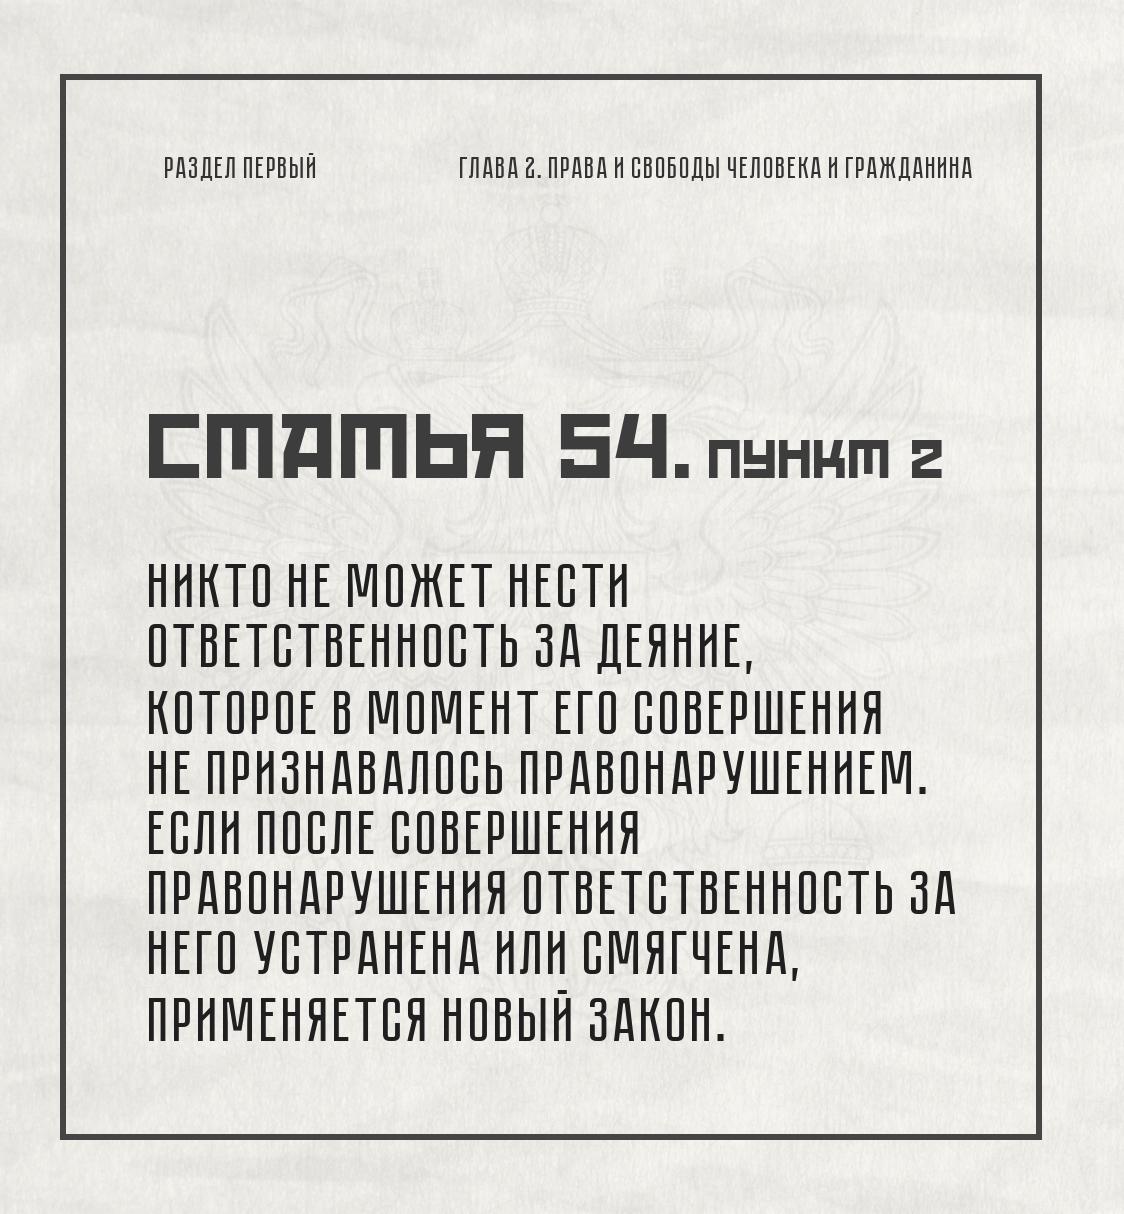 РАЗДЕЛ ПЕРВЫЙ
ГЛАВА 2. ПРАВА И СВОБОДЫ ЧЕЛОВЕКА И ГРАЖДАНИНА
СТАТЬЯ 54. ПУНКТ 2
НИКТО НЕ МОЖЕТ НЕСТИ
ОТВЕТСТВЕННОСТЬ ЗА ДЕЯНИЕ,
КОТОРОЕ В МОМЕНТ ЕГО СОВЕРШЕНИЯ
НЕ ПРИЗНАВАЛОСЬ ПРАВОНАРУШЕНИЕМ.
ЕСЛИ ПОСЛЕ СОВЕРШЕНИЯ
ПРАВОНАРУШЕНИЯ ОТВЕТСТВЕННОСТЬ ЗА
НЕГО УСТРАНЕНА ИЛИ СМЯГЧЕНА,
ПРИМЕНЯЕТСЯ НОВЫЙ ЗАКОН.